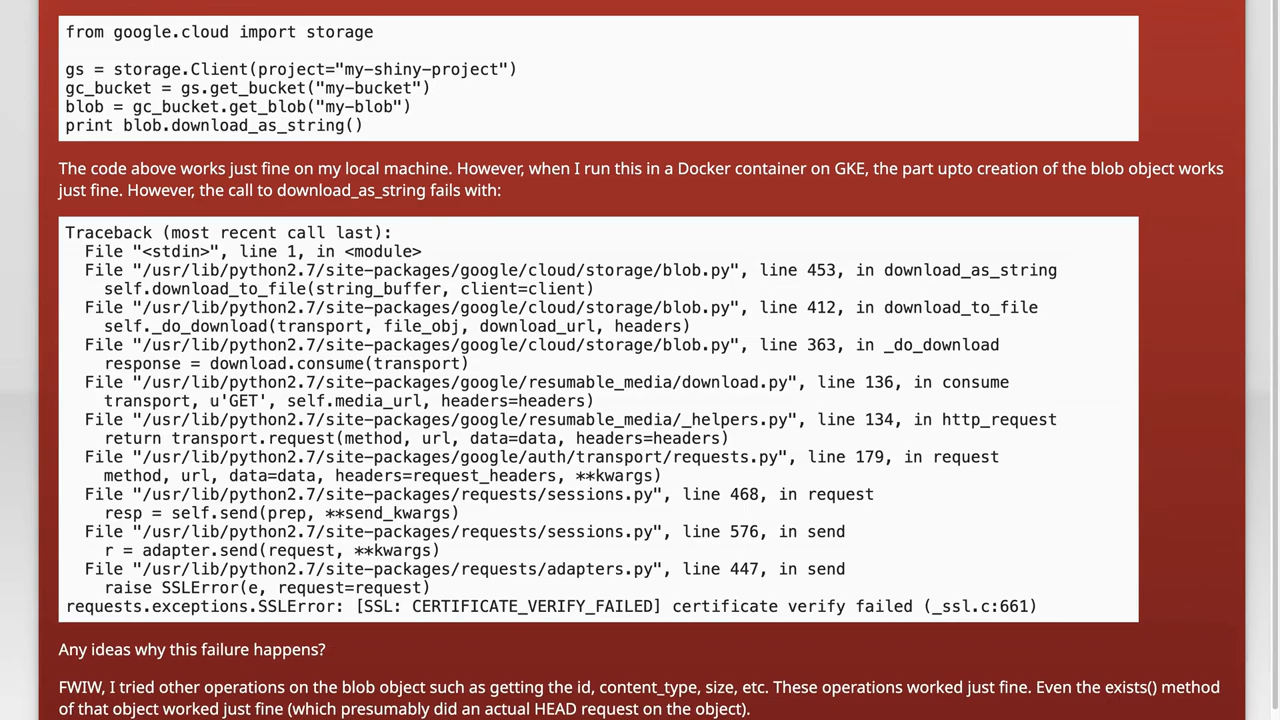 from google.cloud import storage
gs = storage.Client(project="my-shiny-project")
gc_bucket = gs.get_bucket("my-bucket")
blob = gc_bucket.get_blob("my-blob")
print blob.download_as_string()
The code above works just fine on my local machine. However, when I run this in a Docker container on GKE, the part upto creation of the blob object works
just fine. However, the call to download_as_string fails with:
Traceback (most recent call last):
  File "<stdin>", line 1, in <module>
  File "/usr/lib/python2.7/site-packages/google/cloud/storage/blob.py", line 453, in download_as_string
    self.download_to_file(string_buffer, client=client)
  File "/usr/lib/python2.7/site-packages/google/cloud/storage/blob.py", line 412, in download_to_file
    self._do_download(transport, file_obj, download_url, headers)
  File "/usr/lib/python2.7/site-packages/google/cloud/storage/blob.py", line 363, in _do_download
    response = download.consume(transport)
  File "/usr/lib/python2.7/site-packages/google/resumable_media/download.py", line 136, in consume
    transport, u'GET', self.media_url, headers=headers)
  File "/usr/lib/python2.7/site-packages/google/resumable_media/_helpers.py", line 134, in http_request
    return transport.request(method, url, data=data, headers=headers)
  File "/usr/lib/python2.7/site-packages/google/auth/transport/requests.py", line 179, in request
    method, url, data=data, headers=request_headers, **kwargs)
  File "/usr/lib/python2.7/site-packages/requests/sessions.py", line 468, in request
    resp = self.send(prep, **send_kwargs)
  File "/usr/lib/python2.7/site-packages/requests/sessions.py", line 576, in send
    r = adapter.send(request, **kwargs)
  File "/usr/lib/python2.7/site-packages/requests/adapters.py", line 447, in send
    raise SSLError(e, request=request)
requests.exceptions.SSLError: [SSL: CERTIFICATE_VERIFY_FAILED] certificate verify failed (_ssl.c:661)
Any ideas why this failure happens?
FWIW, I tried other operations on the blob object such as getting the id, content_type, size, etc. These operations worked just fine. Even the exists() method
of that object worked just fine (which presumably did an actual HEAD request on the object).